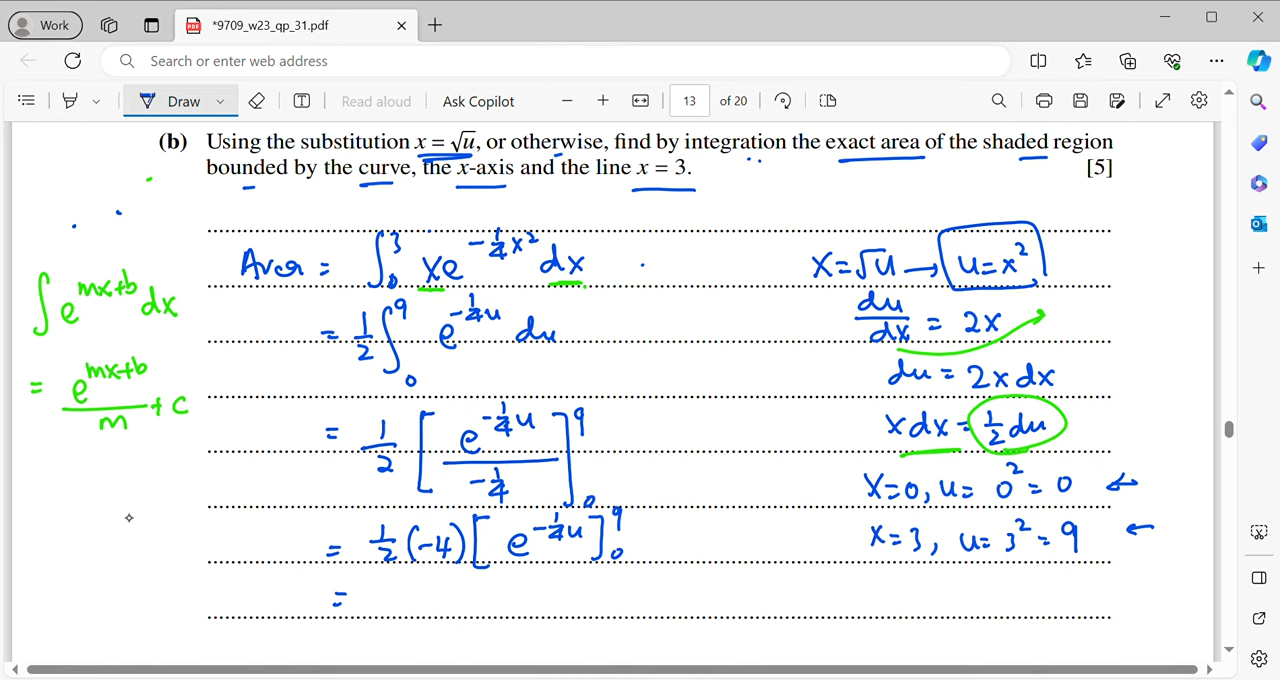 Work
*9709_w23_qp_31.pdf
Search or enter web address
Draw
Read aloud
Ask Copilot
13
of 20
(b) Using the substitution x = √u, or otherwise, find by integration the exact area of the shaded region
bounded by the curve, the x-axis and the line x = 3. [5]
Area = ∫₀³ xe^(-¼x²) dx
= ½ ∫₀⁹ e^(-¼u) du
= ½ [e^(-¼u) / -¼]₀⁹
= ½ (-4) [e^(-¼u)]₀⁹
=
x = √u → u = x²
du/dx = 2x
du = 2x dx
x dx = ½ du
x = 0, u = 0² = 0 ←
x = 3, u = 3² = 9 ←
∫ e^(mx+b) dx
= e^(mx+b) / m + c